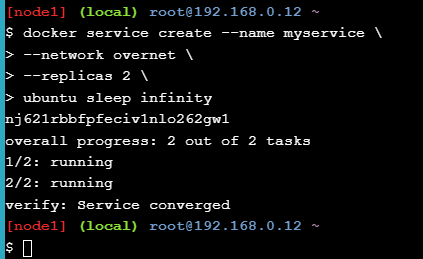 [node1] (local) root@192.168.0.12 ~
$ docker service create --name myservice \
> --network overnet \
> --replicas 2 \
> ubuntu sleep infinity
nj621rbbfpfeciv1nlo262gw1
overall progress: 2 out of 2 tasks
1/2: running
2/2: running
verify: Service converged
[node1] (local) root@192.168.0.12 ~
$